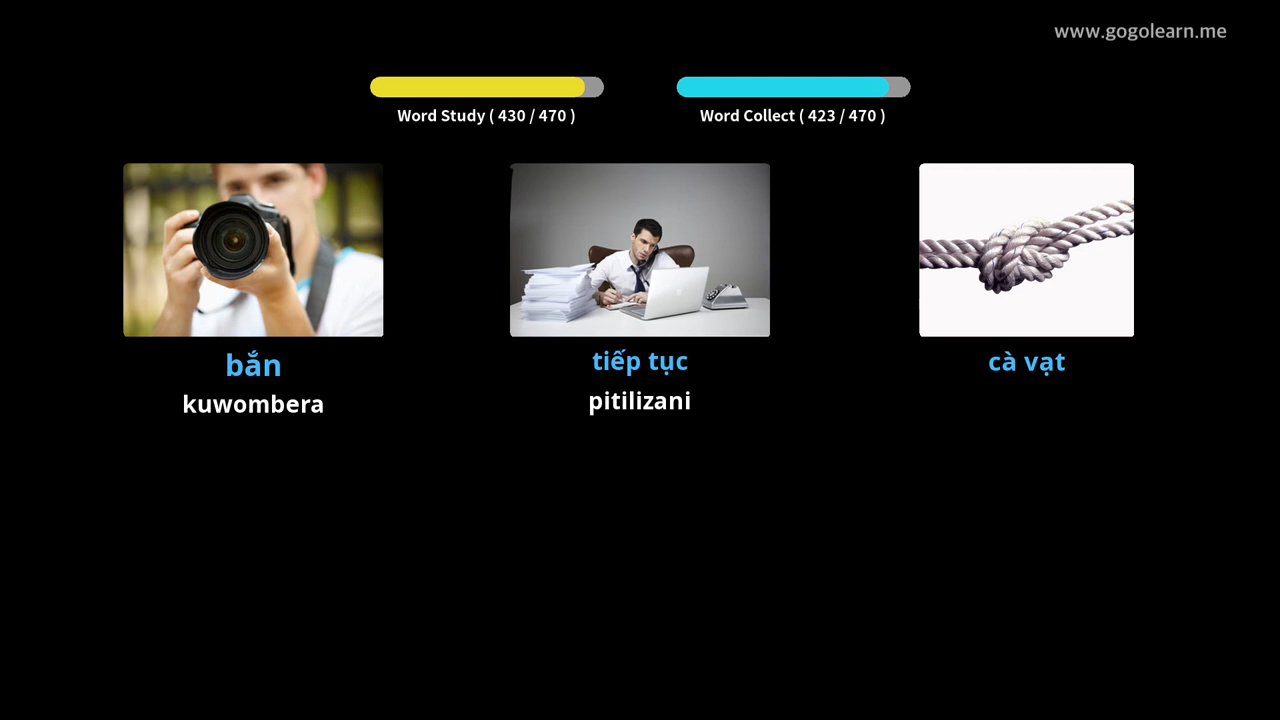 www.gogolearn.me
Word Study ( 430 / 470 )
Word Collect ( 423 / 470 )
bắn
kuwombera
tiếp tục
pitilizani
cà vạt